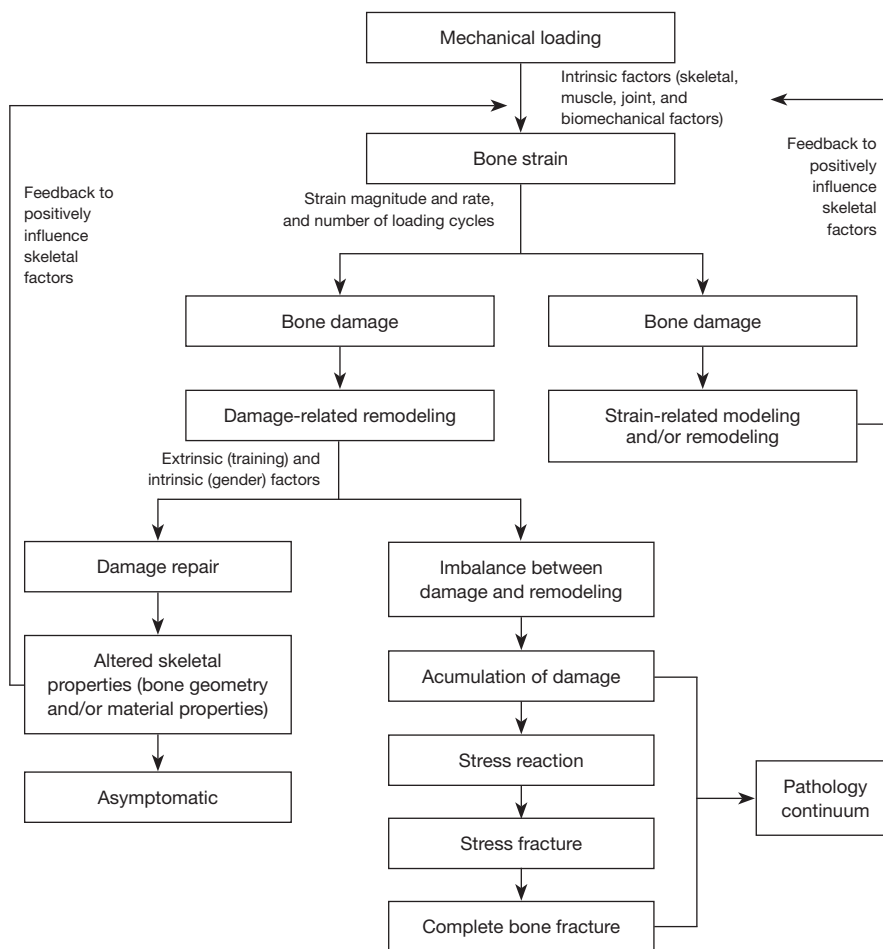 Mechanical loading
Intrinsic factors (skeletal,
muscle, joint, and
biomechanical factors)
Bone strain
Feedback to
positively
influence
skeletal
factors
Feedback to
positively
influence
skeletal
factors
Strain magnitude and rate,
and number of loading cycles
Bone damage
Bone damage
Damage-related remodeling
Strain-related modeling
and/or remodeling
Extrinsic (training) and
intrinsic (gender) factors
Damage repair
Imbalance between
damage and remodeling
Altered skeletal
properties (bone geometry
and/or material properties)
Acumulation of damage
Asymptomatic
Stress reaction
Pathology
continuum
Stress fracture
Complete bone fracture